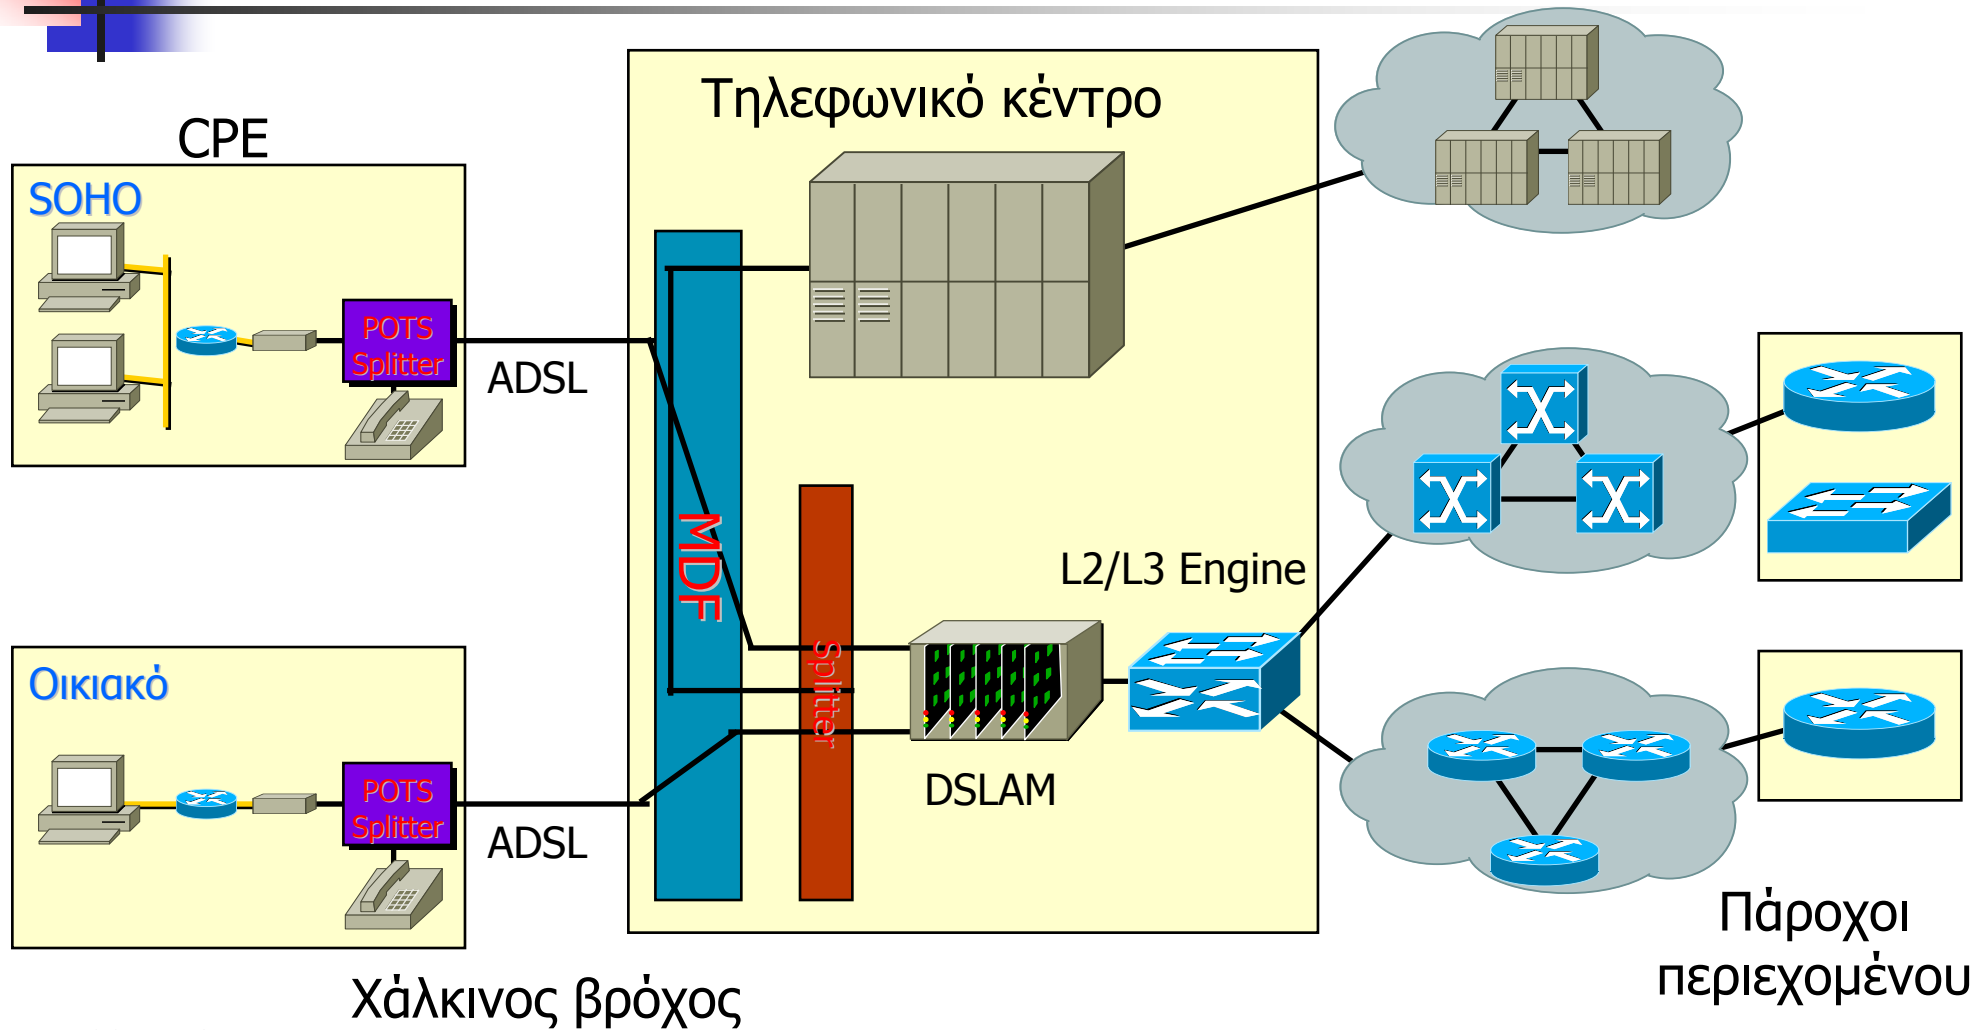 Τηλεφωνικό κέντρο
CPE
SOHO
POTS
Splitter
ADSL
MDF
L2/L3 Engine
Splitter
Οικιακό
DSLAM
POTS
Splitter
ADSL
Πάροχοι
περιεχομένου
Χάλκινος βρόχος